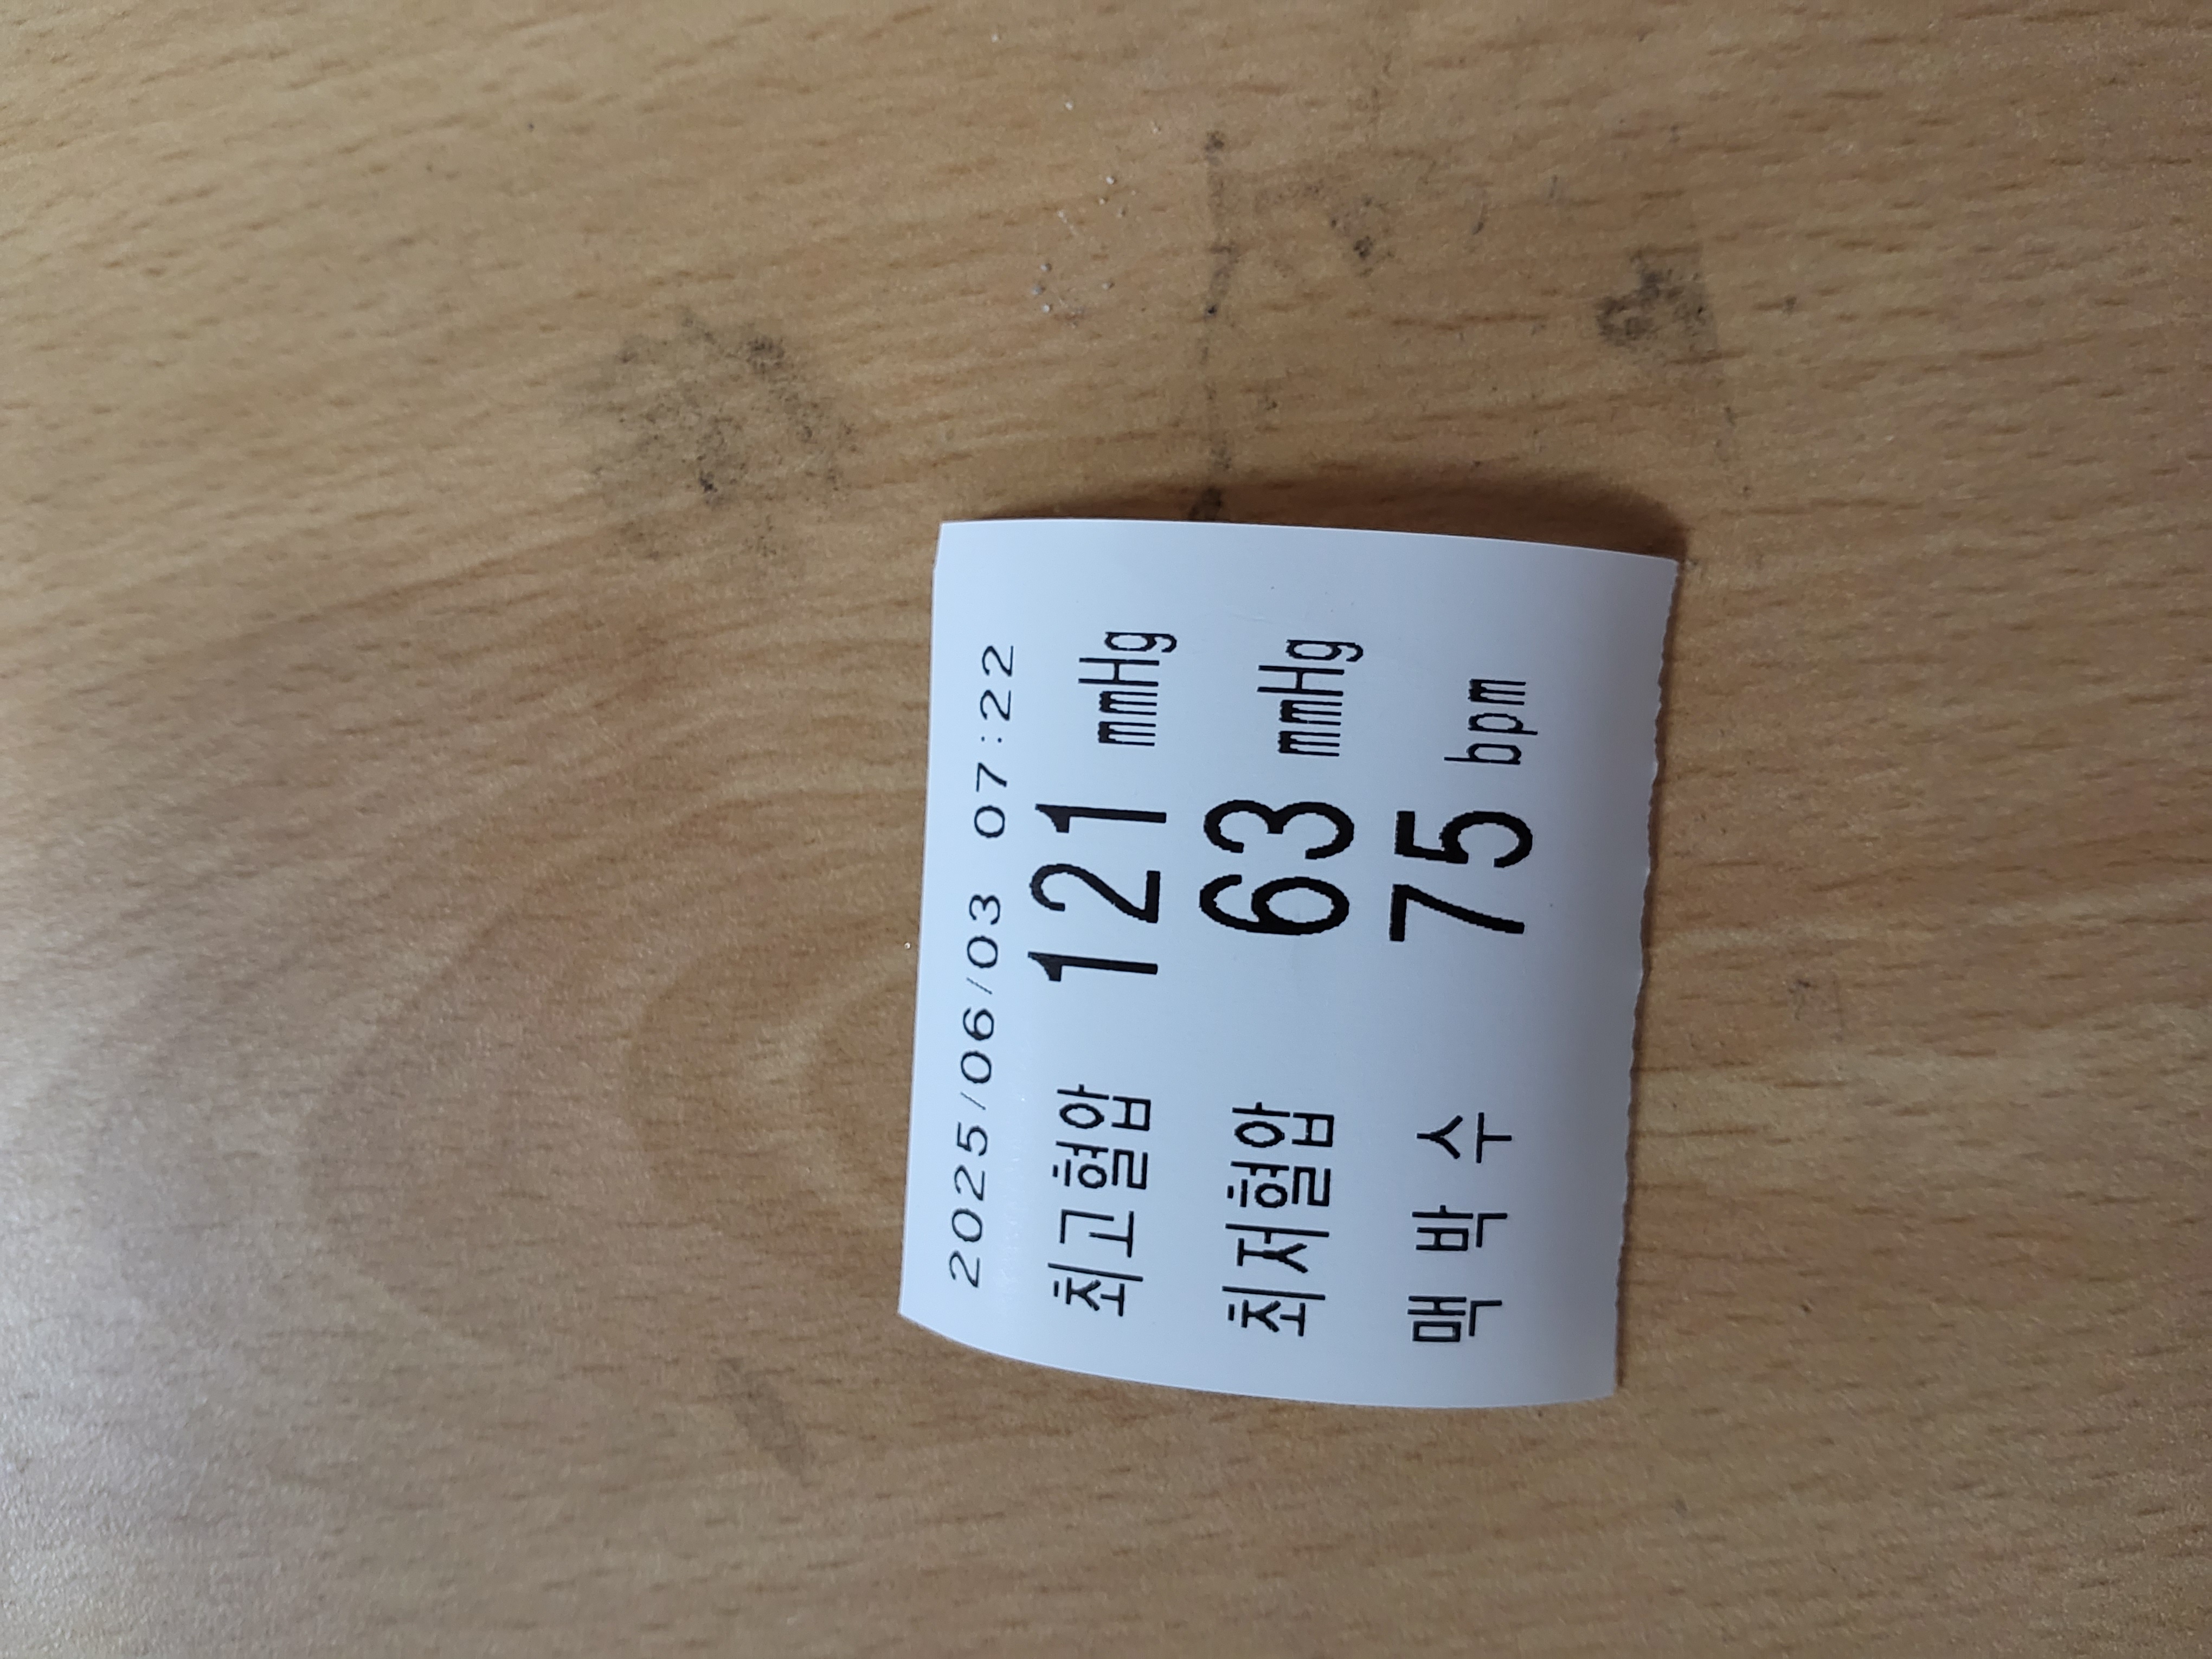 2025/06/03 07:22
최고혈압 121 mmHg
최저혈압 63 mmHg
맥 박 수 75 bpm